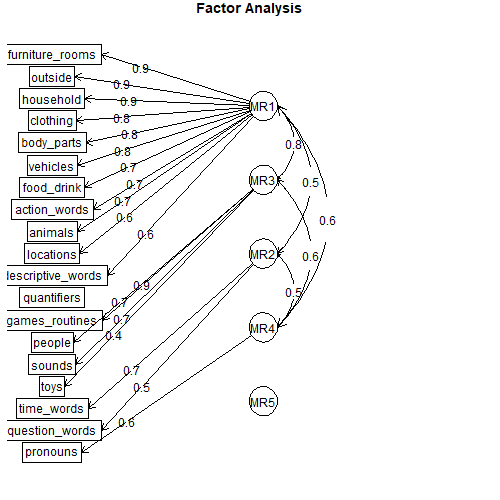 Factor Analysis
furniture_rooms
outside
household
clothing
body_parts
vehicles
food_drink
action_words
animals
locations
descriptive_words
quantifiers
games_routines
people
sounds
toys
time_words
question_words
pronouns
0.9
0.9
0.9
0.8
0.8
0.8
0.7
0.7
0.7
0.6
0.6
0.9
0.7
0.7
0.4
0.7
0.5
0.6
MR1
MR3
MR2
MR4
MR5
0.8
0.5
0.6
0.6
0.5